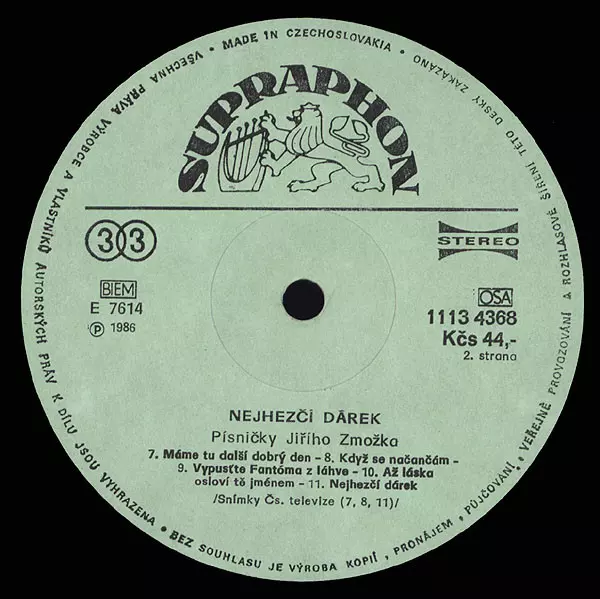 VŠECHNA PRÁVA VÝROBCE A VLASTNÍKŮ AUTORSKÝCH PRÁV K DÍLU JSOU VYHRAZENA • BEZ SOUHLASU JE VÝROBA KOPIÍ, PRONÁJEM, PŮJČOVÁNÍ, VEŘEJNÉ PROVOZOVÁNÍ A ROZHLASOVÉ ŠÍŘENÍ TÉTO DESKY ZAKÁZÁNO • MADE IN CZECHOSLOVAKIA •
SUPRAPHON
33
STEREO
BIEM
E 7614
Ⓟ 1986
OSA
1113 4368
Kčs 44,-
2. strana
NEJHEZČÍ DÁREK
Písničky Jiřího Zmožka
7. Máme tu další dobrý den – 8. Když se načančám –
9. Vypusťte Fantóma z láhve – 10. Až láska
osloví tě jménem – 11. Nejhezčí dárek
/Snímky Čs. televize (7, 8, 11)/